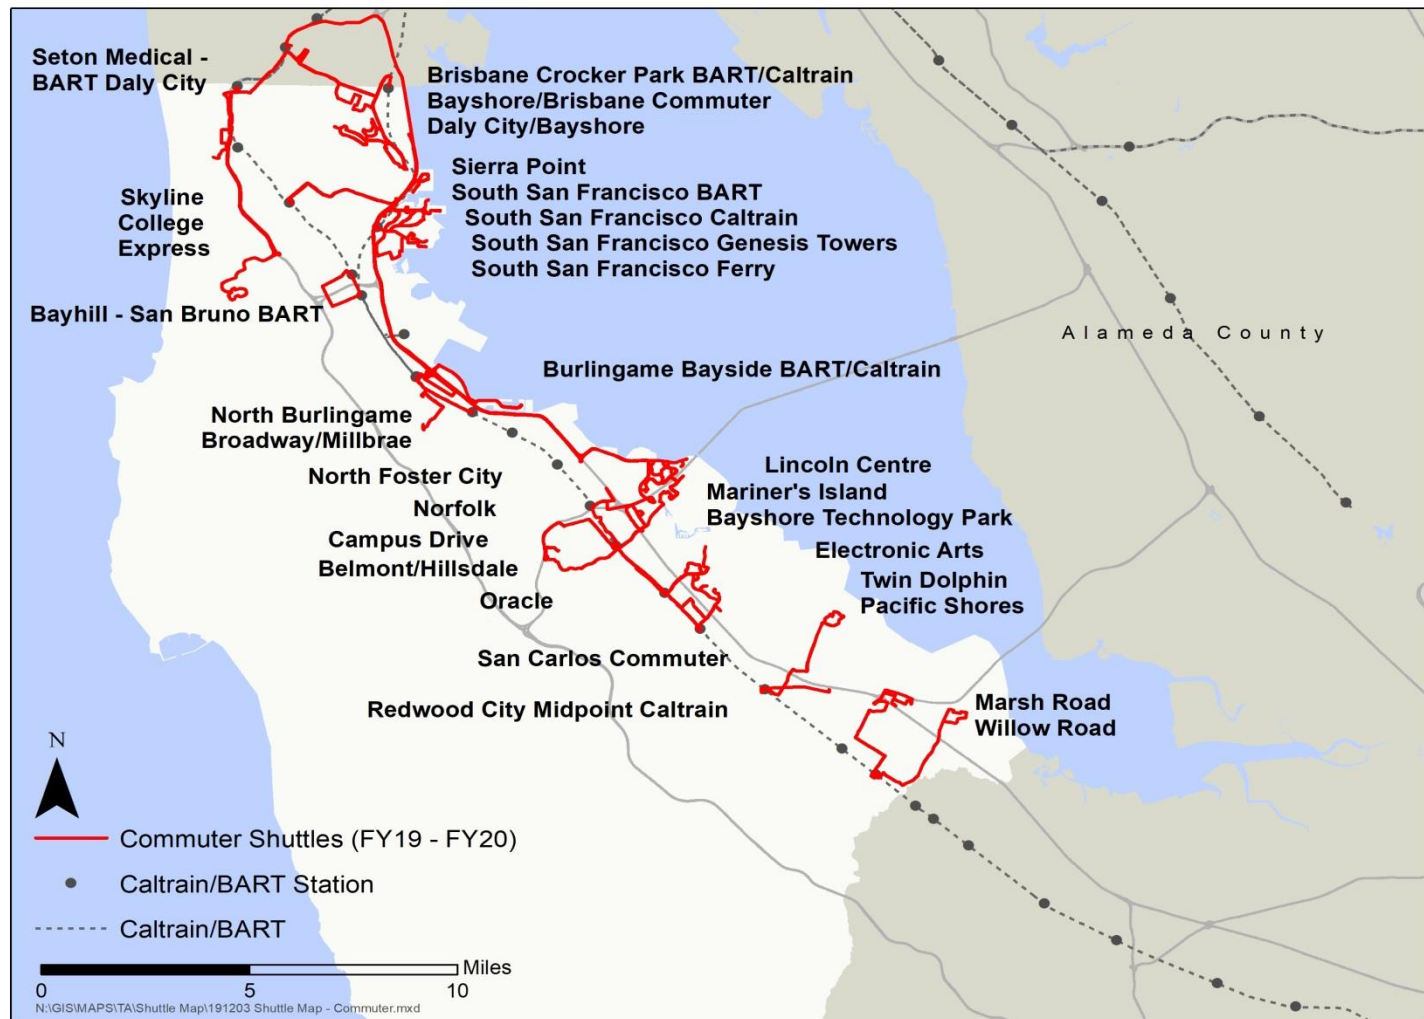 Seton Medical -
BART Daly City
Brisbane Crocker Park BART/Caltrain
Bayshore/Brisbane Commuter
Daly City/Bayshore
Sierra Point
South San Francisco BART
South San Francisco Caltrain
South San Francisco Genesis Towers
South San Francisco Ferry
Skyline
College
Express
Bayhill - San Bruno BART
Alameda County
Burlingame Bayside BART/Caltrain
North Burlingame
Broadway/Millbrae
North Foster City
Norfolk
Campus Drive
Belmont/Hillsdale
Oracle
Lincoln Centre
Mariner's Island
Bayshore Technology Park
Electronic Arts
Twin Dolphin
Pacific Shores
San Carlos Commuter
Redwood City Midpoint Caltrain
Marsh Road
Willow Road
N
Commuter Shuttles (FY19 - FY20)
Caltrain/BART Station
Caltrain/BART
Miles
0 5 10
N:\GIS\MAPS\TA\Shuttle Map\191203 Shuttle Map - Commuter.mxd